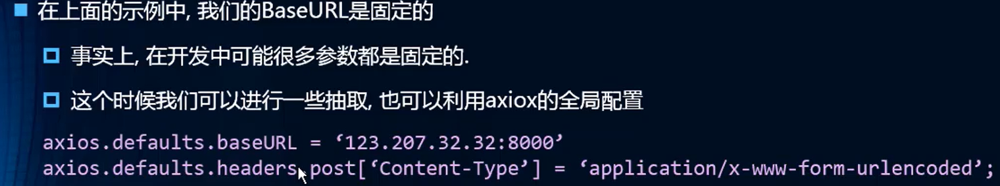 在上面的示例中, 我们的BaseURL是固定的
事实上, 在开发中可能很多参数都是固定的.
这个时候我们可以进行一些抽取, 也可以利用axiox的全局配置
axios.defaults.baseURL = ‘123.207.32.32:8000’
axios.defaults.headers.post[‘Content-Type’] = ‘application/x-www-form-urlencoded’;